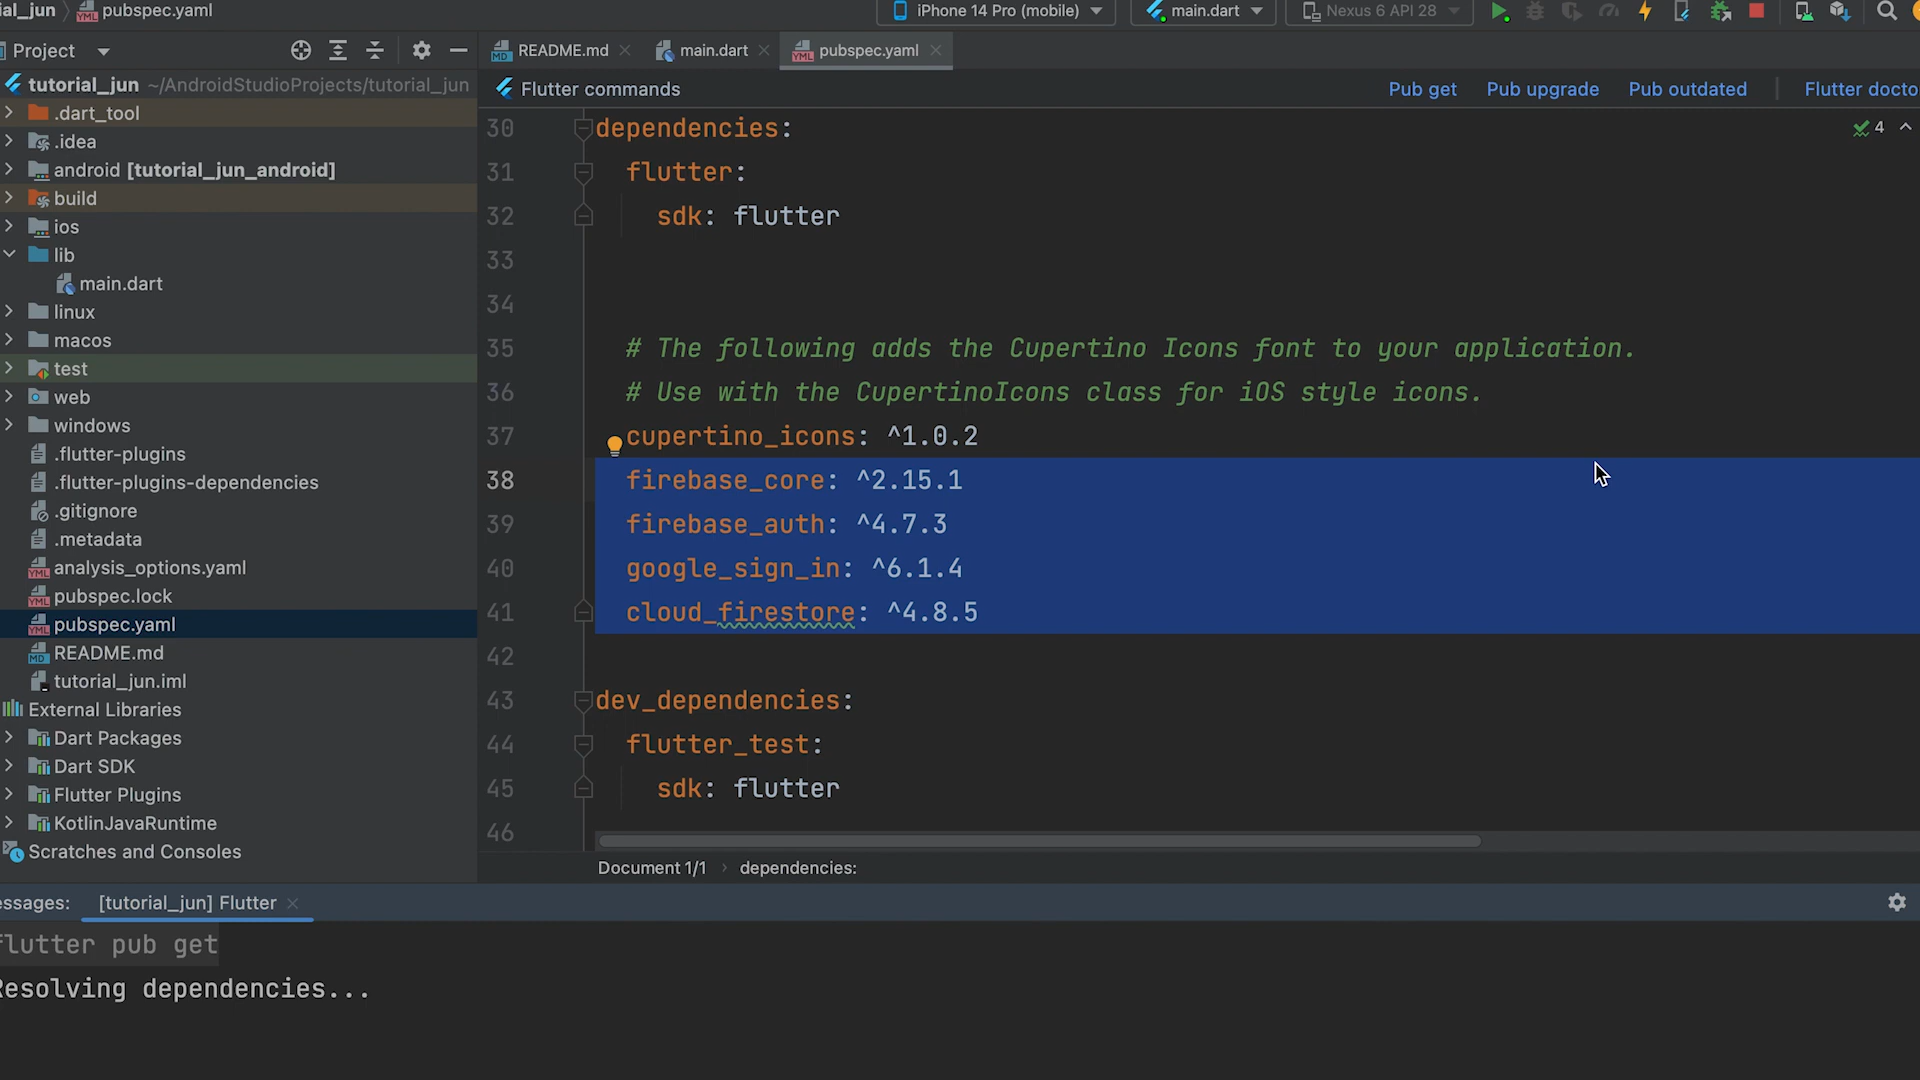 ial_jun pubspec.yaml iPhone 14 Pro (mobile) main.dart Nexus 6 API 28
Project README.md main.dart pubspec.yaml
tutorial_jun ~/AndroidStudioProjects/tutorial_jun
.dart_tool
.idea
android [tutorial_jun_android]
build
ios
lib
main.dart
linux
macos
test
web
windows
.flutter-plugins
.flutter-plugins-dependencies
.gitignore
.metadata
analysis_options.yaml
pubspec.lock
pubspec.yaml
README.md
tutorial_jun.iml
External Libraries
Dart Packages
Dart SDK
Flutter Plugins
KotlinJavaRuntime
Scratches and Consoles
Flutter commands Pub get Pub upgrade Pub outdated Flutter docto
4
30 dependencies:
31 flutter:
32 sdk: flutter
33
34
35 # The following adds the Cupertino Icons font to your application.
36 # Use with the CupertinoIcons class for iOS style icons.
37 cupertino_icons: ^1.0.2
38 firebase_core: ^2.15.1
39 firebase_auth: ^4.7.3
40 google_sign_in: ^6.1.4
41 cloud_firestore: ^4.8.5
42
43 dev_dependencies:
44 flutter_test:
45 sdk: flutter
46
Document 1/1 › dependencies:
essages: [tutorial_jun] Flutter
flutter pub get
Resolving dependencies...